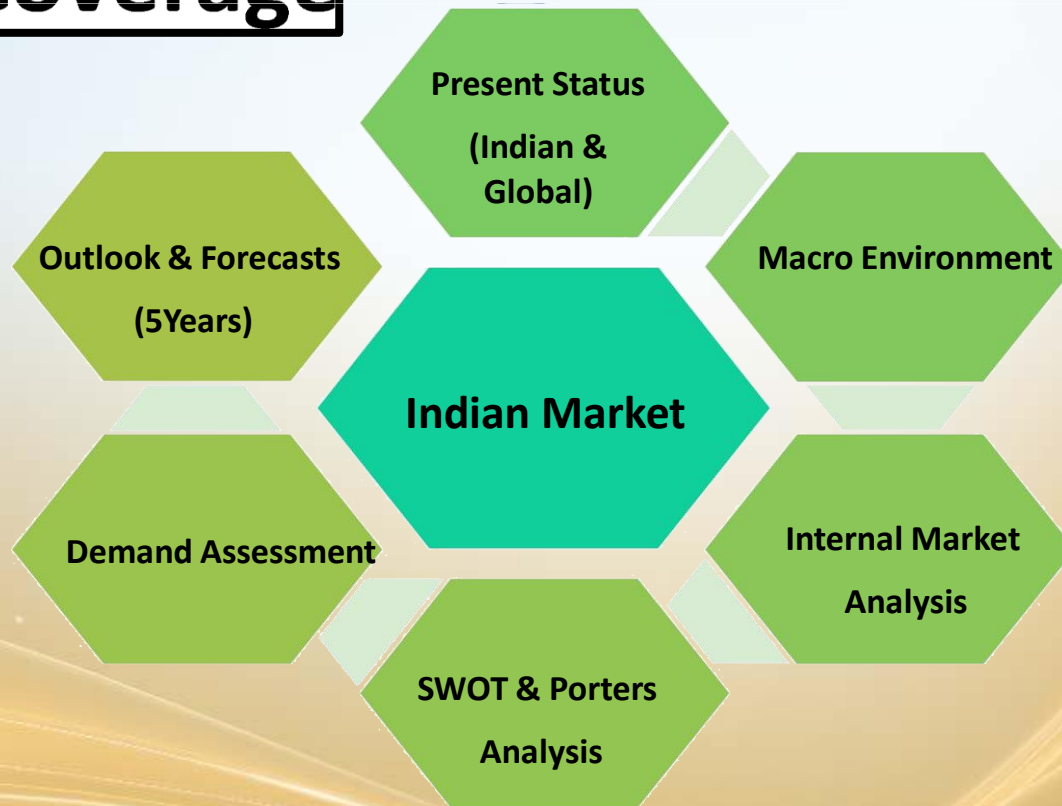 Coverage
Present Status
(Indian &
Global)
Macro Environment
Internal Market
Analysis
SWOT & Porters
Analysis
Demand Assessment
Outlook & Forecasts
(5Years)
Indian Market